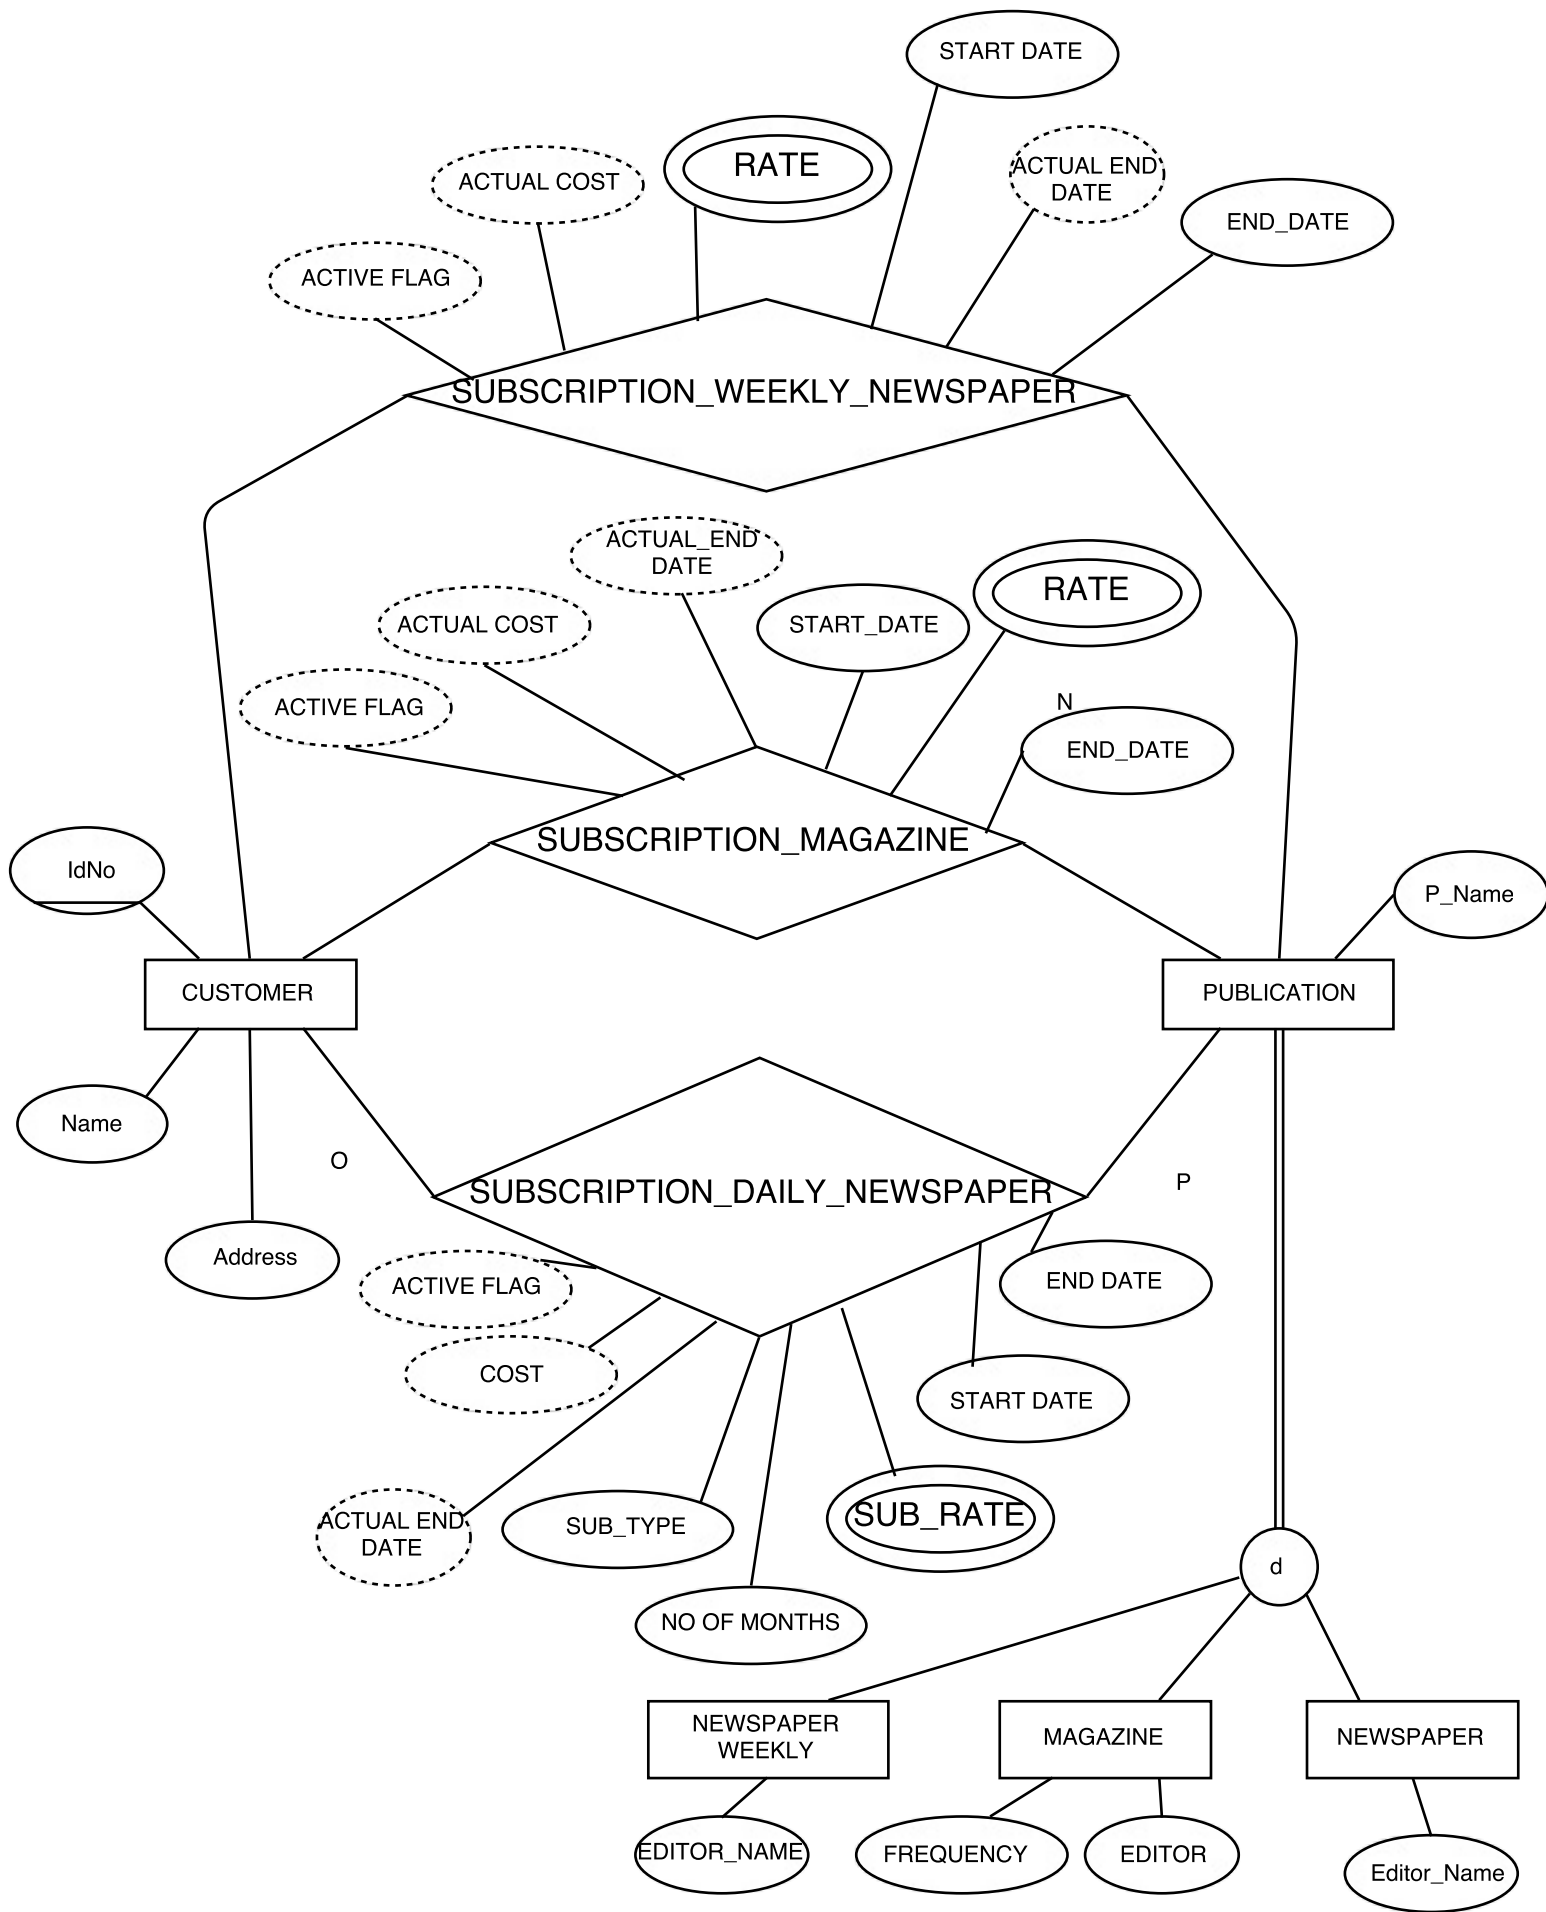 START DATE
RATE
ACTUAL END
DATE
ACTUAL COST
END_DATE
ACTIVE FLAG
SUBSCRIPTION_WEEKLY_NEWSPAPER
ACTUAL_END
DATE
RATE
ACTUAL COST
START_DATE
ACTIVE FLAG
N
END_DATE
SUBSCRIPTION_MAGAZINE
IdNo
P_Name
CUSTOMER
PUBLICATION
Name
O
P
SUBSCRIPTION_DAILY_NEWSPAPER
Address
ACTIVE FLAG
END DATE
COST
START DATE
ACTUAL END
DATE
SUB_TYPE
SUB_RATE
d
NO OF MONTHS
NEWSPAPER
WEEKLY
MAGAZINE
NEWSPAPER
EDITOR_NAME
FREQUENCY
EDITOR
Editor_Name